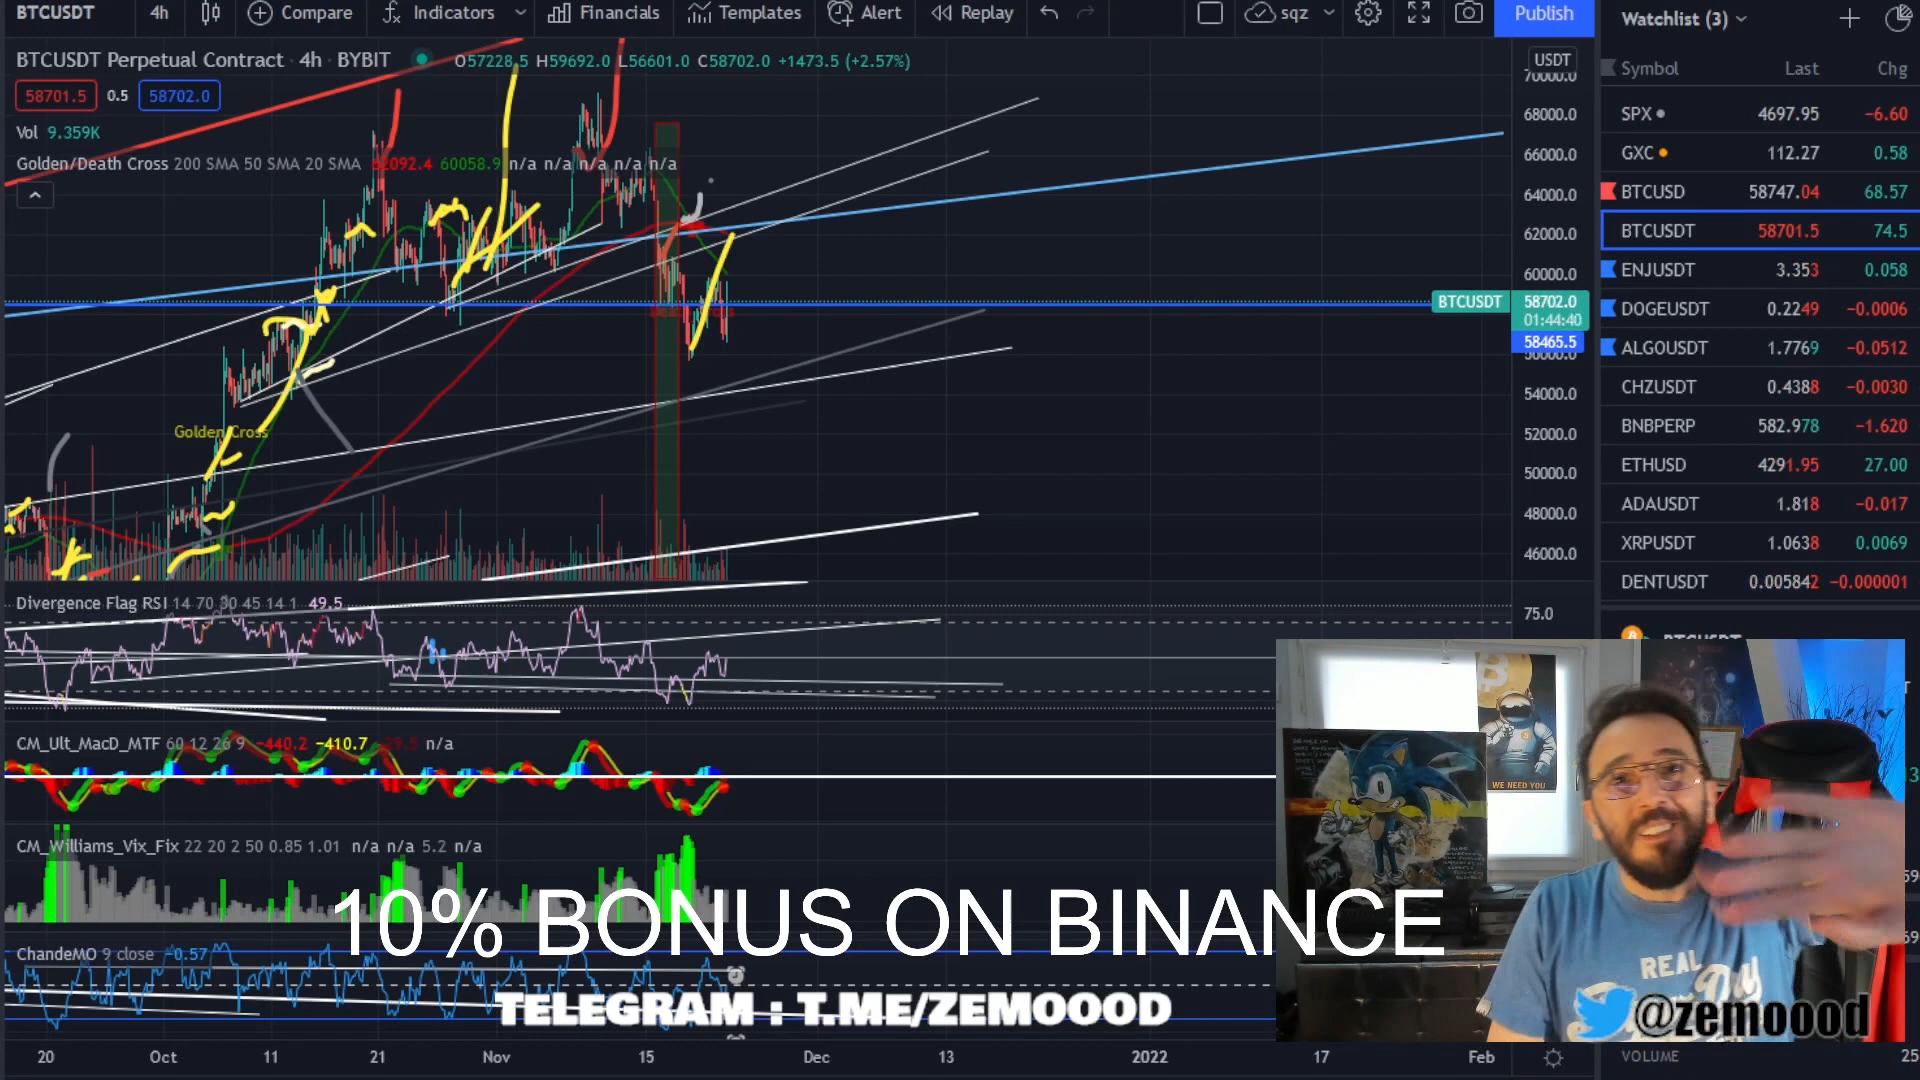 BTCUSDT 4h Compare Indicators Financials Templates Alert Replay sqz Publish
BTCUSDT Perpetual Contract · 4h · BYBIT O57228.5 H59692.0 L56601.0 C58702.0 +1473.5 (+2.57%)
58701.5 0.5 58702.0
Vol 9.359K
Golden/Death Cross 200 SMA 50 SMA 20 SMA 60058.9 n/a n/a n/a n/a n/a
Golden Cross
USDT
70000.0
68000.0
66000.0
64000.0
62000.0
60000.0
BTCUSDT 58702.0
01:44:40
58465.5
56000.0
54000.0
52000.0
50000.0
48000.0
46000.0
Divergence Flag RSI 14 70 30 45 14 1 49.5
75.0
CM_Ult_MacD_MTF 60 12 26 9 −440.2 −410.7 n/a
CM_Williams_Vix_Fix 22 20 2 50 0.85 1.01 n/a n/a 5.2 n/a
ChandeMO 9 close −0.57
20 Oct 11 21 Nov 15 Dec 13 2022 17 Feb
Watchlist (3)
Symbol Last Chg
SPX 4697.95 −6.60
GXC 112.27 0.58
BTCUSD 58747.04 68.57
BTCUSDT 58701.5 74.5
ENJUSDT 3.353 0.058
DOGEUSDT 0.2249 −0.0006
ALGOUSDT 1.7769 −0.0512
CHZUSDT 0.4388 −0.0030
BNBPERP 582.978 −1.620
ETHUSD 4291.95 27.00
ADAUSDT 1.818 −0.017
XRPUSDT 1.0638 0.0069
DENTUSDT 0.005842 −0.000001
BTCUSDT
WE NEED YOU
REAL
10% BONUS ON BINANCE
TELEGRAM : T.ME/ZEMOOOD
@zemoood
VOLUME